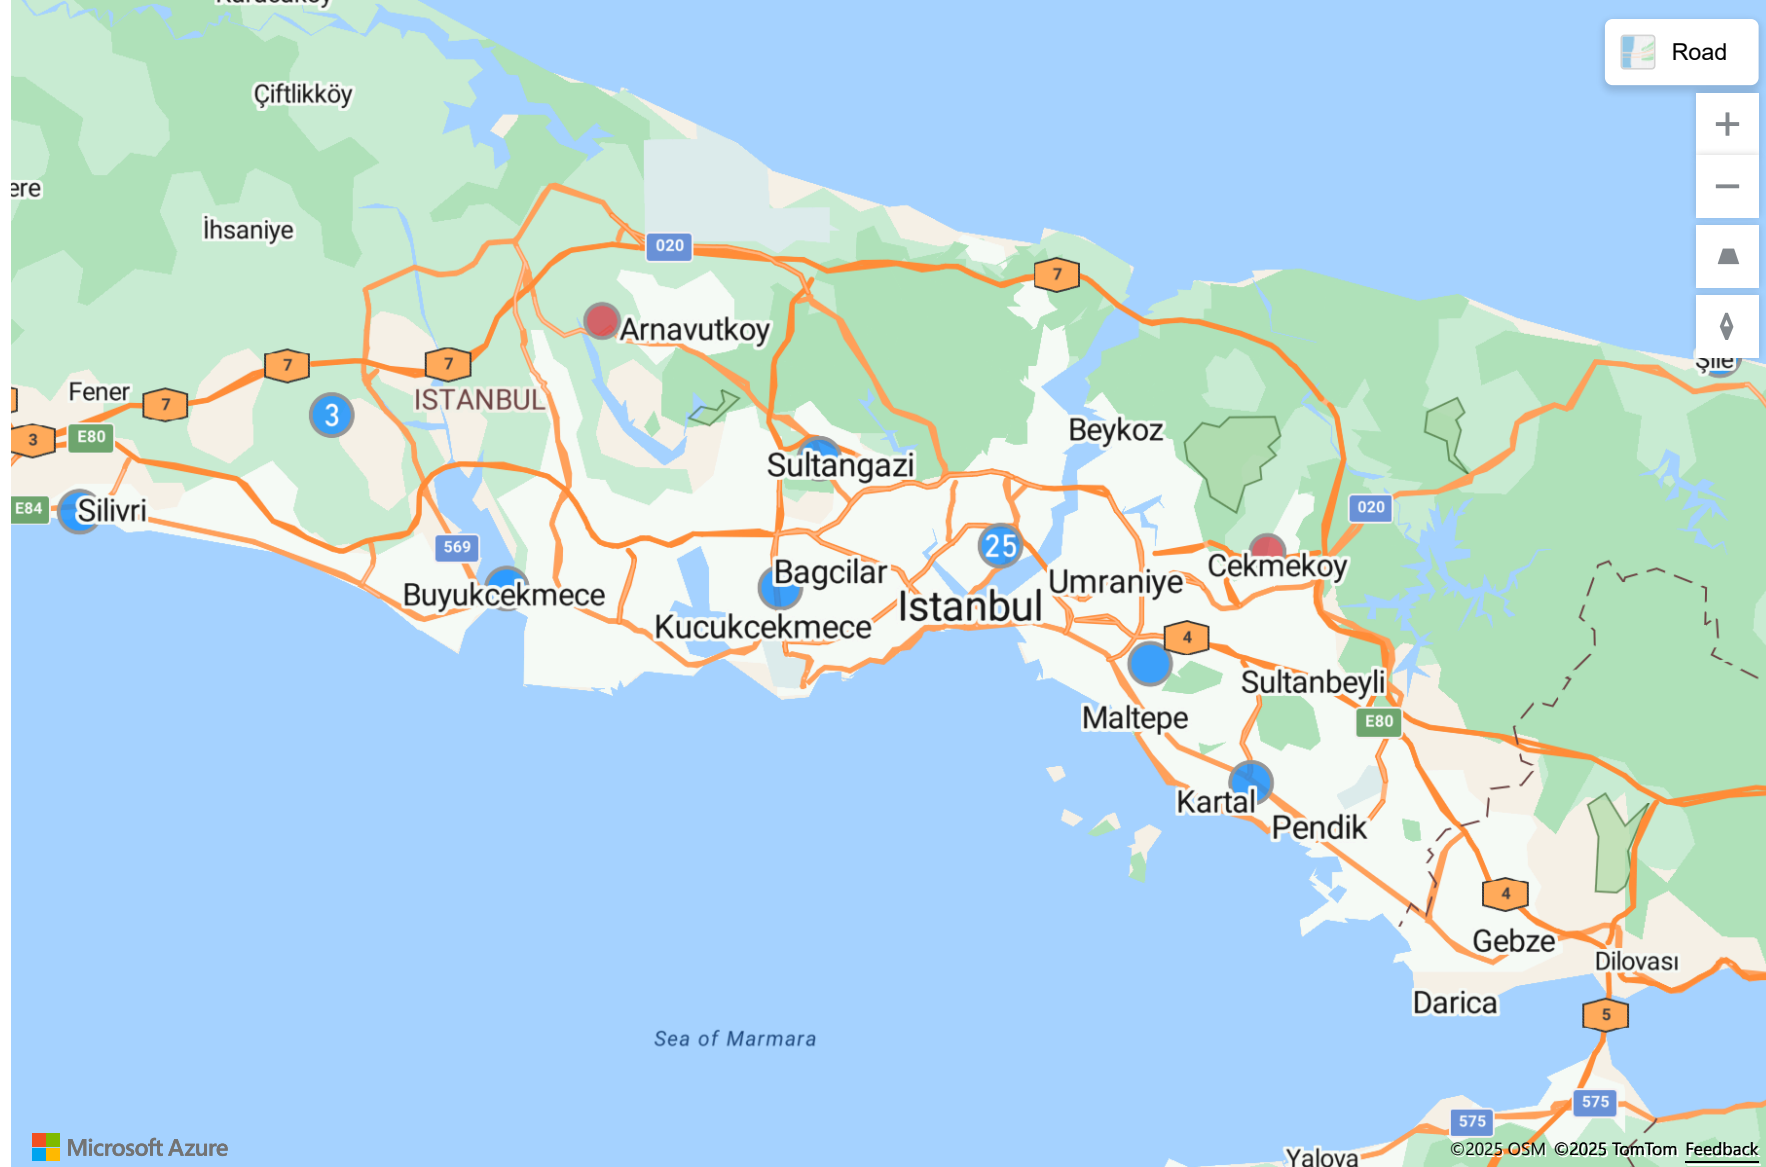 Road
Çiftlikköy
ere
İhsaniye
020
7
Arnavutkoy
Şile
7
7
Fener
7
ISTANBUL
3
3
E80
Beykoz
Sultangazi
E84
Silivri
020
569
25
Cekmekoy
Bagcilar
Umraniye
Buyukcekmece
Istanbul
Kucukcekmece
4
Sultanbeyli
Maltepe
E80
Kartal
Pendik
4
Gebze
Dilovası
Darica
5
Sea of Marmara
575
575
Microsoft Azure
Yalova
©2025 OSM ©2025 TomTom Feedback